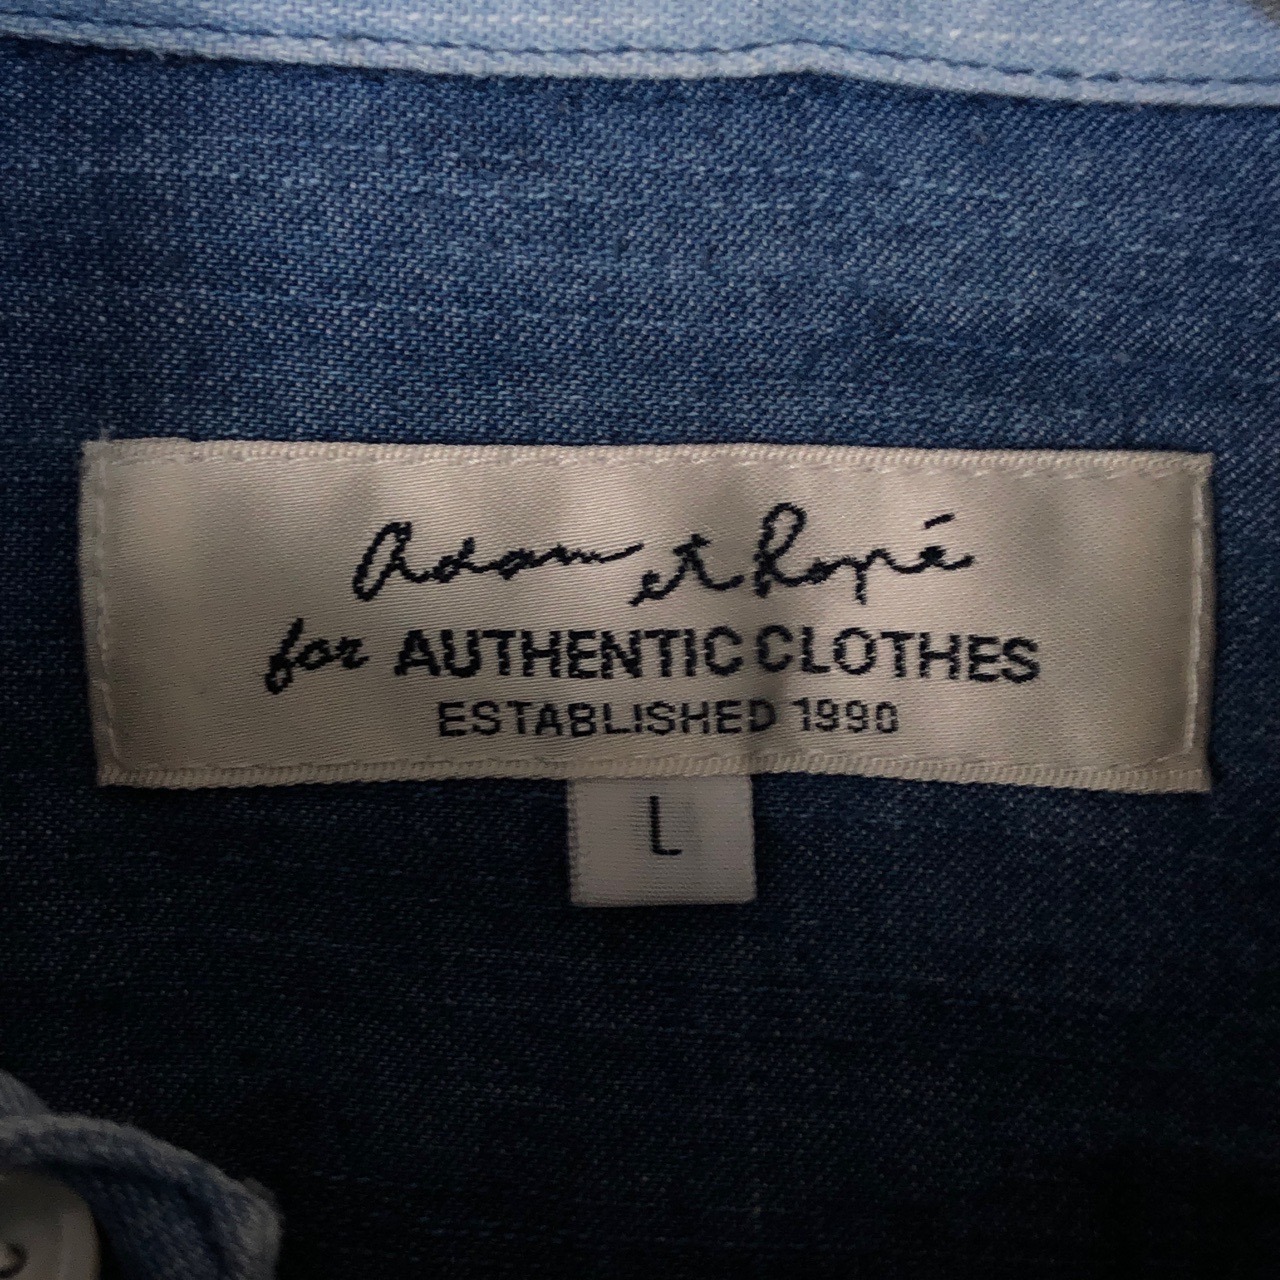 Adam et Ropé
for AUTHENTIC CLOTHES
ESTABLISHED 1990
L